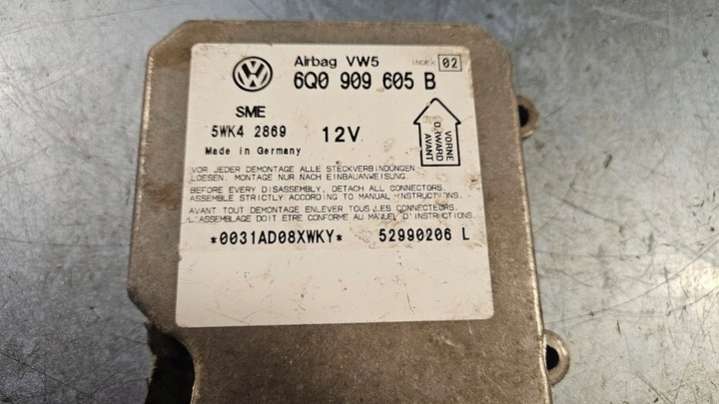 Airbag VW5 INDEX 02
6Q0 909 605 B
SME
5WK4 2869 12V
Made in Germany
VORNE
FORWARD
AVANT
VOR JEDER DEMONTAGE ALLE STECKVERBINDUNGEN
LOESEN. MONTAGE NUR NACH EINBAUANWEISUNG.
BEFORE EVERY DISASSEMBLY, DETACH ALL CONNECTORS.
ASSEMBLE STRICTLY ACCORDING TO MANUAL INSTRUCTIONS.
AVANT TOUT DEMONTAGE ENLEVER TOUS LES CONNECTEURS.
L'ASSEMBLAGE DOIT ETRE CONFORME AU MANUEL D'INSTRUCTIONS.
*0031AD08XWKY* 52990206 L